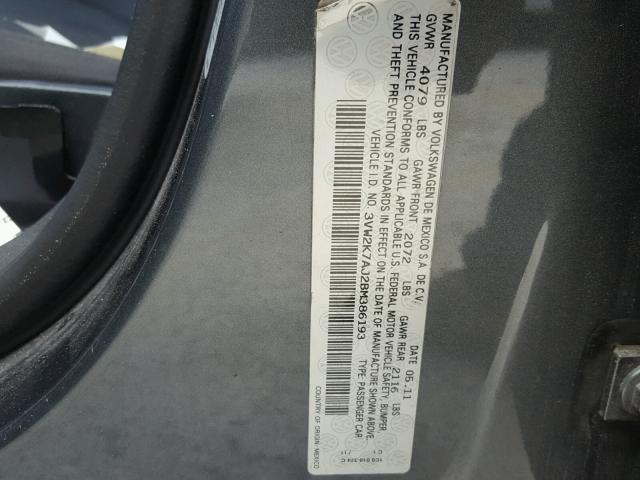 MANUFACTURED BY VOLKSWAGEN DE MEXICO S.A. DE C.V. DATE 05.11
GVWR 4079 LBS GAWR FRONT 2072 LBS GAWR REAR 2116 LBS
THIS VEHICLE CONFORMS TO ALL APPLICABLE U.S. FEDERAL MOTOR VEHICLE SAFETY, BUMPER
AND THEFT PREVENTION STANDARDS IN EFFECT ON THE DATE OF MANUFACTURE SHOWN ABOVE.
VEHICLE I.D. NO. 3VW2K7AJ2BM386193 TYPE: PASSENGER CAR
COUNTRY OF ORIGIN-MEXICO